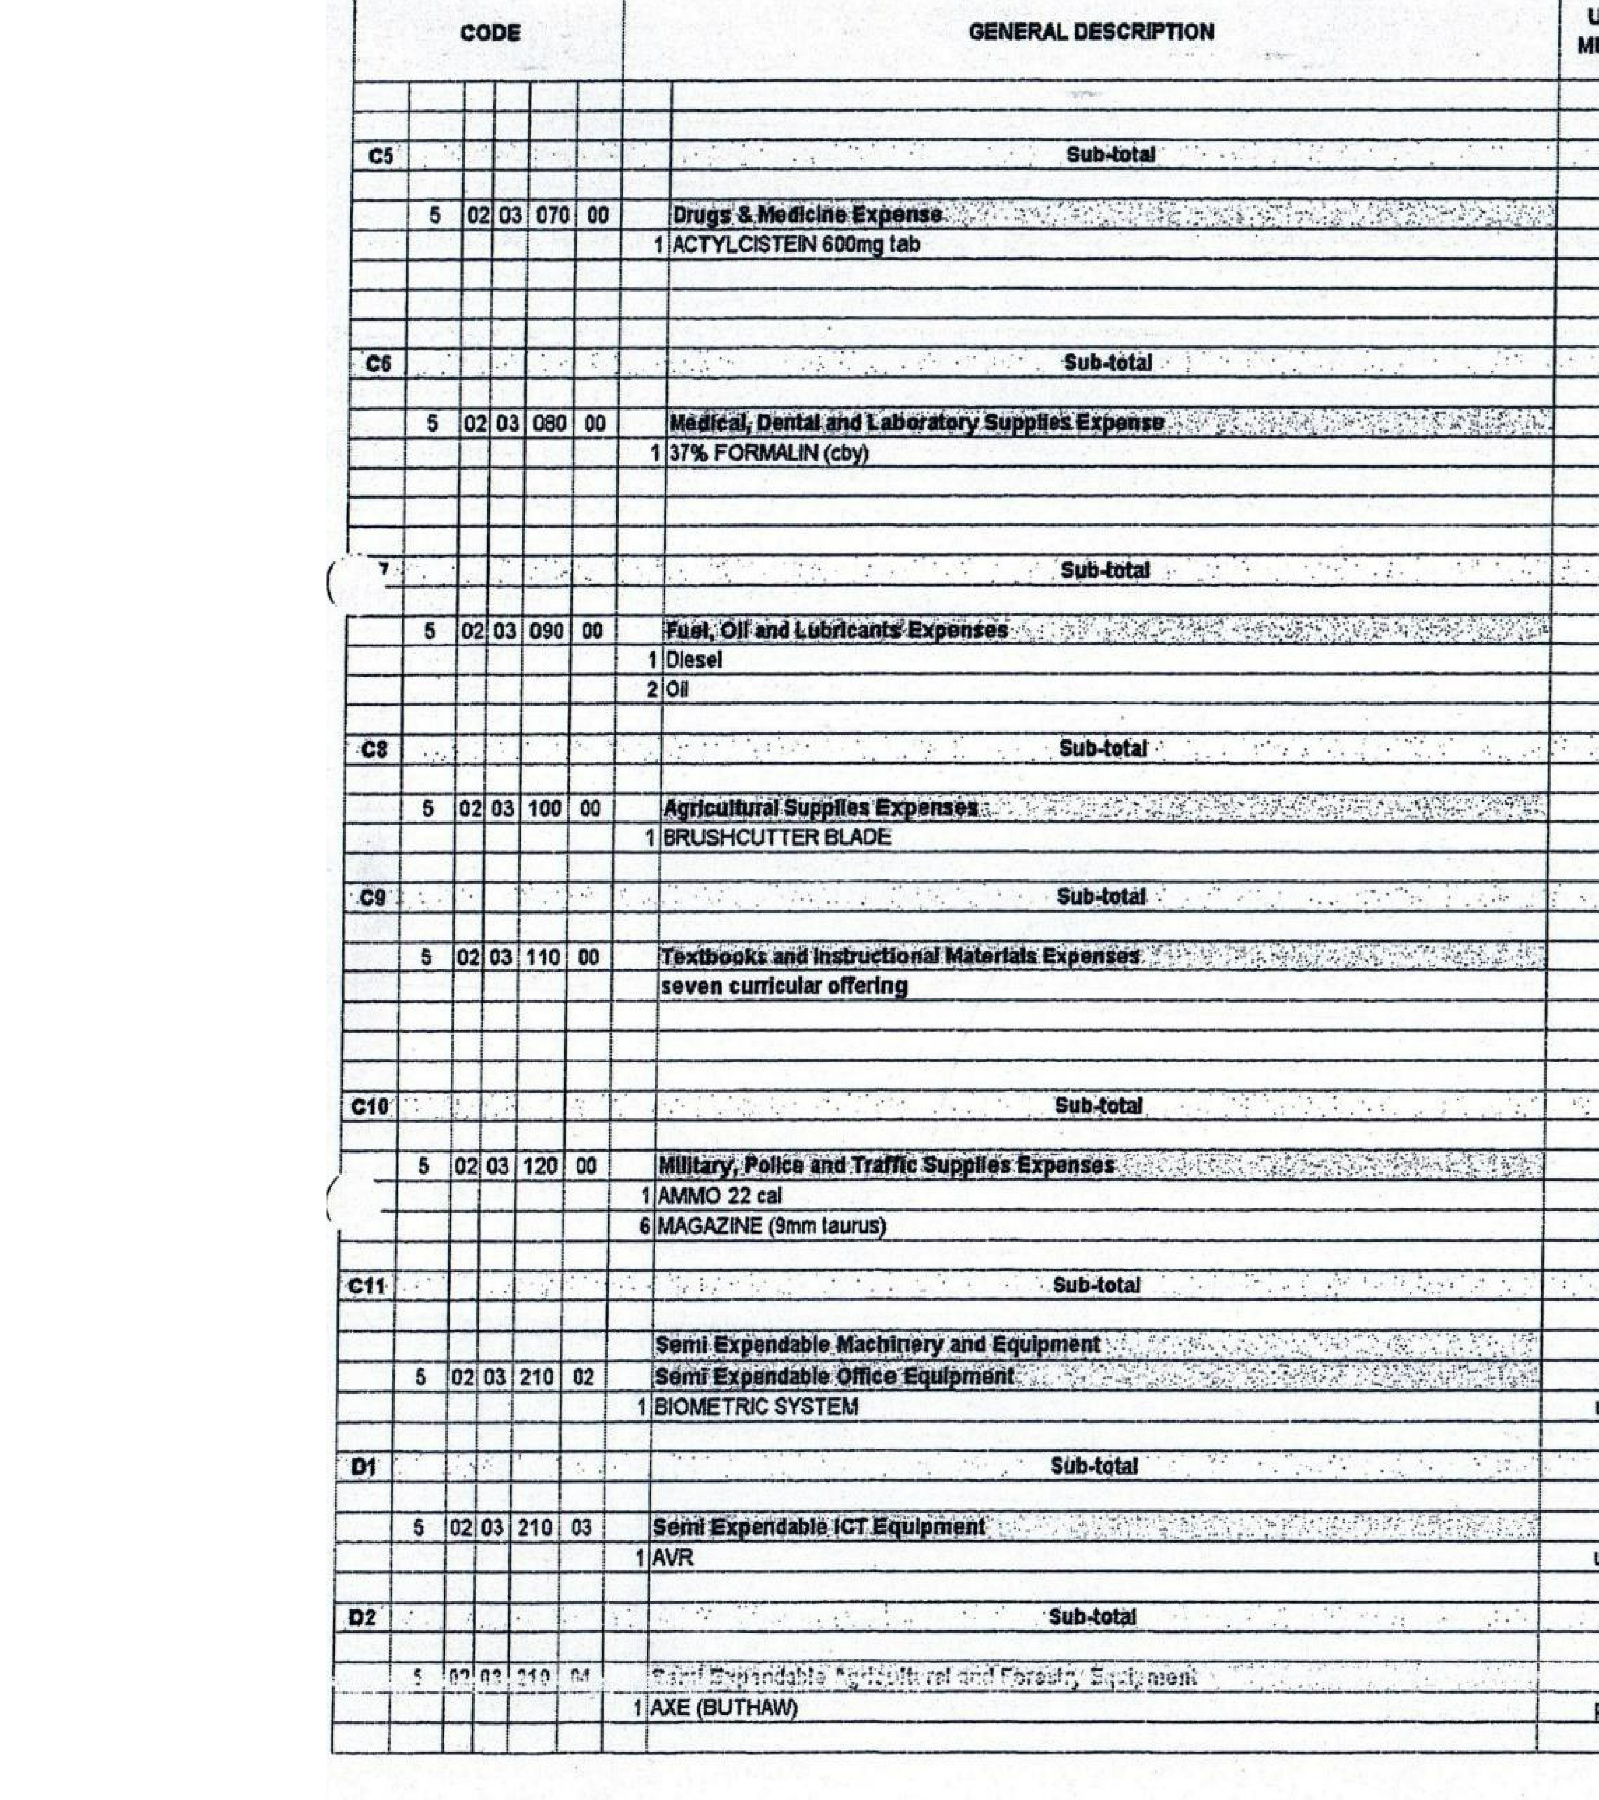 CODE GENERAL DESCRIPTION
C5 Sub-total
5 02 03 070 00 Drugs & Medicine Expense
1 ACTYLCISTEIN 600mg tab
C6 Sub-total
5 02 03 080 00 Medical, Dental and Laboratory Supplies Expense
1 37% FORMALIN (cby)
7 Sub-total
5 02 03 090 00 Fuel, Oil and Lubricants Expenses
1 Diesel
2 Oil
C8 Sub-total
5 02 03 100 00 Agricultural Supplies Expenses
1 BRUSHCUTTER BLADE
C9 Sub-total
5 02 03 110 00 Textbooks and Instructional Materials Expenses
seven curricular offering
C10 Sub-total
5 02 03 120 00 Military, Police and Traffic Supplies Expenses
1 AMMO 22 cal
6 MAGAZINE (9mm taurus)
C11 Sub-total
Semi Expendable Machinery and Equipment
5 02 03 210 02 Semi Expendable Office Equipment
1 BIOMETRIC SYSTEM
D1 Sub-total
5 02 03 210 03 Semi Expendable ICT Equipment
1 AVR
D2 Sub-total
5 02 03 210 04 Semi Expendable Agricultural and Forestry Equipment
1 AXE (BUTHAW)